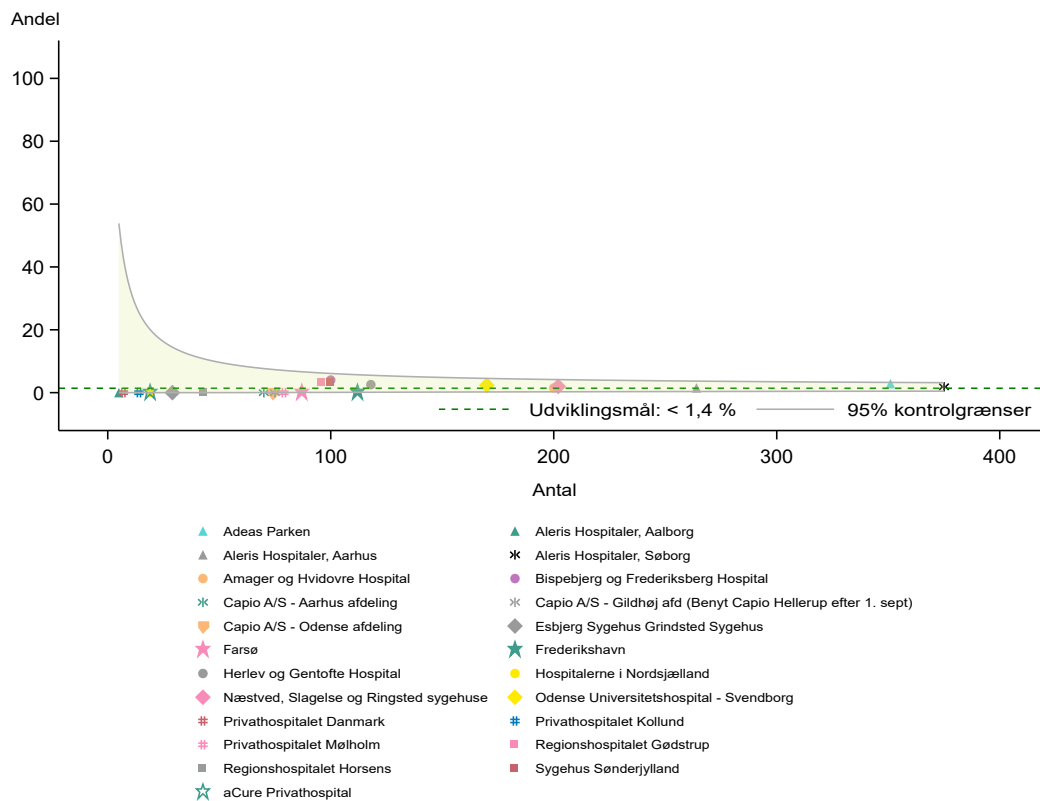 Andel
100
80
60
40
20
0
Udviklingsmål: < 1,4 %
95% kontrolgrænser
0 100 200 300 400
Antal
Adeas Parken
Aleris Hospitaler, Aalborg
Aleris Hospitaler, Aarhus
Aleris Hospitaler, Søborg
Amager og Hvidovre Hospital
Bispebjerg og Frederiksberg Hospital
Capio A/S - Aarhus afdeling
Capio A/S - Gildhøj afd (Benyt Capio Hellerup efter 1. sept)
Capio A/S - Odense afdeling
Esbjerg Sygehus Grindsted Sygehus
Farsø
Frederikshavn
Herlev og Gentofte Hospital
Hospitalerne i Nordsjælland
Næstved, Slagelse og Ringsted sygehuse
Odense Universitetshospital - Svendborg
Privathospitalet Danmark
Privathospitalet Kollund
Privathospitalet Mølholm
Regionshospitalet Gødstrup
Regionshospitalet Horsens
Sygehus Sønderjylland
aCure Privathospital